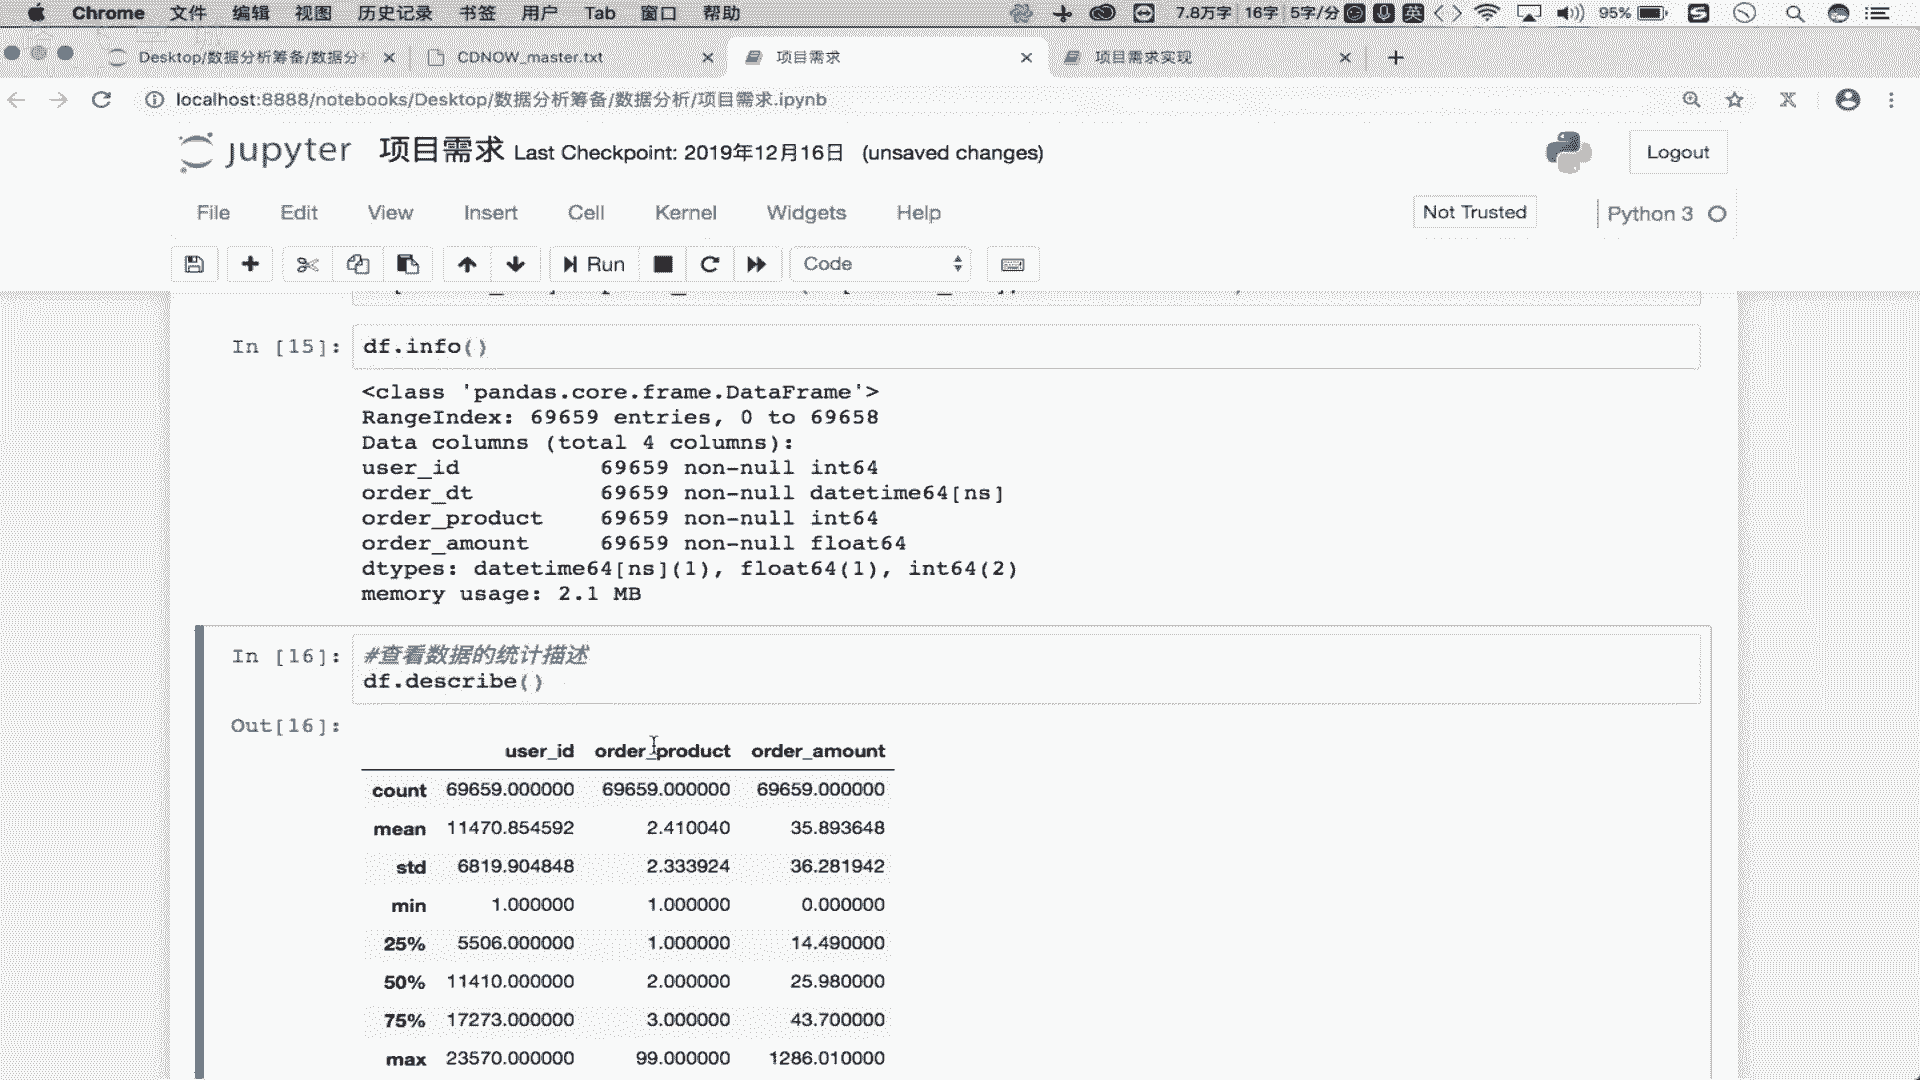 Chrome 文件 编辑 视图 历史记录 书签 用户 Tab 窗口 帮助 7.8万字 16字 5字/分 英 95%
Desktop/数据分析筹备/数据分 CDNOW_master.txt 项目需求 项目需求实现
localhost:8888/notebooks/Desktop/数据分析筹备/数据分析/项目需求.ipynb
jupyter 项目需求 Last Checkpoint: 2019年12月16日 (unsaved changes) Logout
File Edit View Insert Cell Kernel Widgets Help Not Trusted Python 3
Run Code
In [15]: df.info()
<class 'pandas.core.frame.DataFrame'>
RangeIndex: 69659 entries, 0 to 69658
Data columns (total 4 columns):
user_id 69659 non-null int64
order_dt 69659 non-null datetime64[ns]
order_product 69659 non-null int64
order_amount 69659 non-null float64
dtypes: datetime64[ns](1), float64(1), int64(2)
memory usage: 2.1 MB
In [16]: #查看数据的统计描述
df.describe()
Out[16]:
user_id order_product order_amount
count 69659.000000 69659.000000 69659.000000
mean 11470.854592 2.410040 35.893648
std 6819.904848 2.333924 36.281942
min 1.000000 1.000000 0.000000
25% 5506.000000 1.000000 14.490000
50% 11410.000000 2.000000 25.980000
75% 17273.000000 3.000000 43.700000
max 23570.000000 99.000000 1286.010000